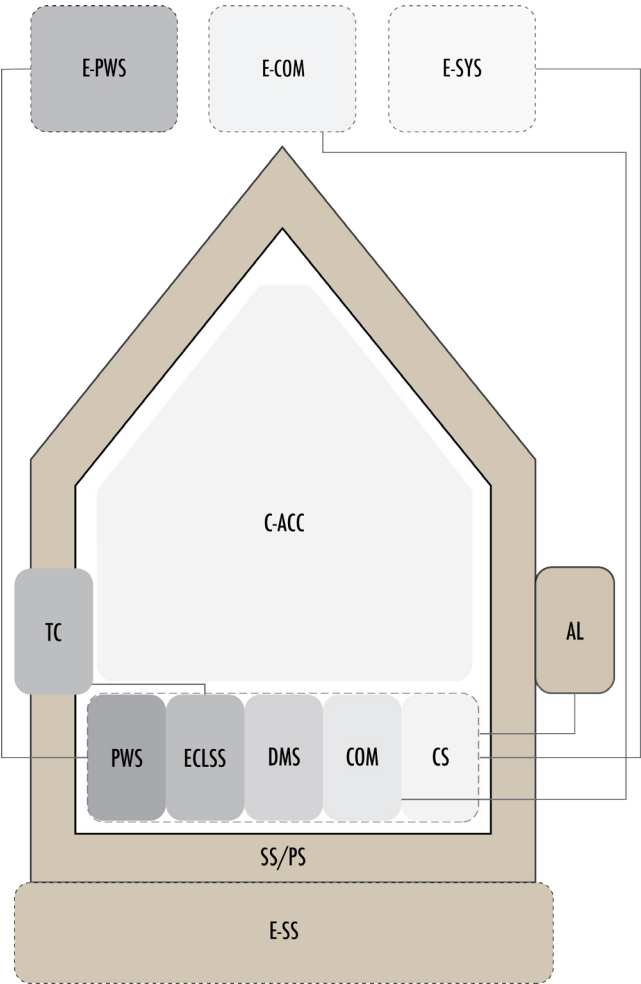 E-PWS
E-COM
E-SYS
C-ACC
TC
AL
PWS
ECLSS
DMS
COM
CS
SS/PS
E-SS